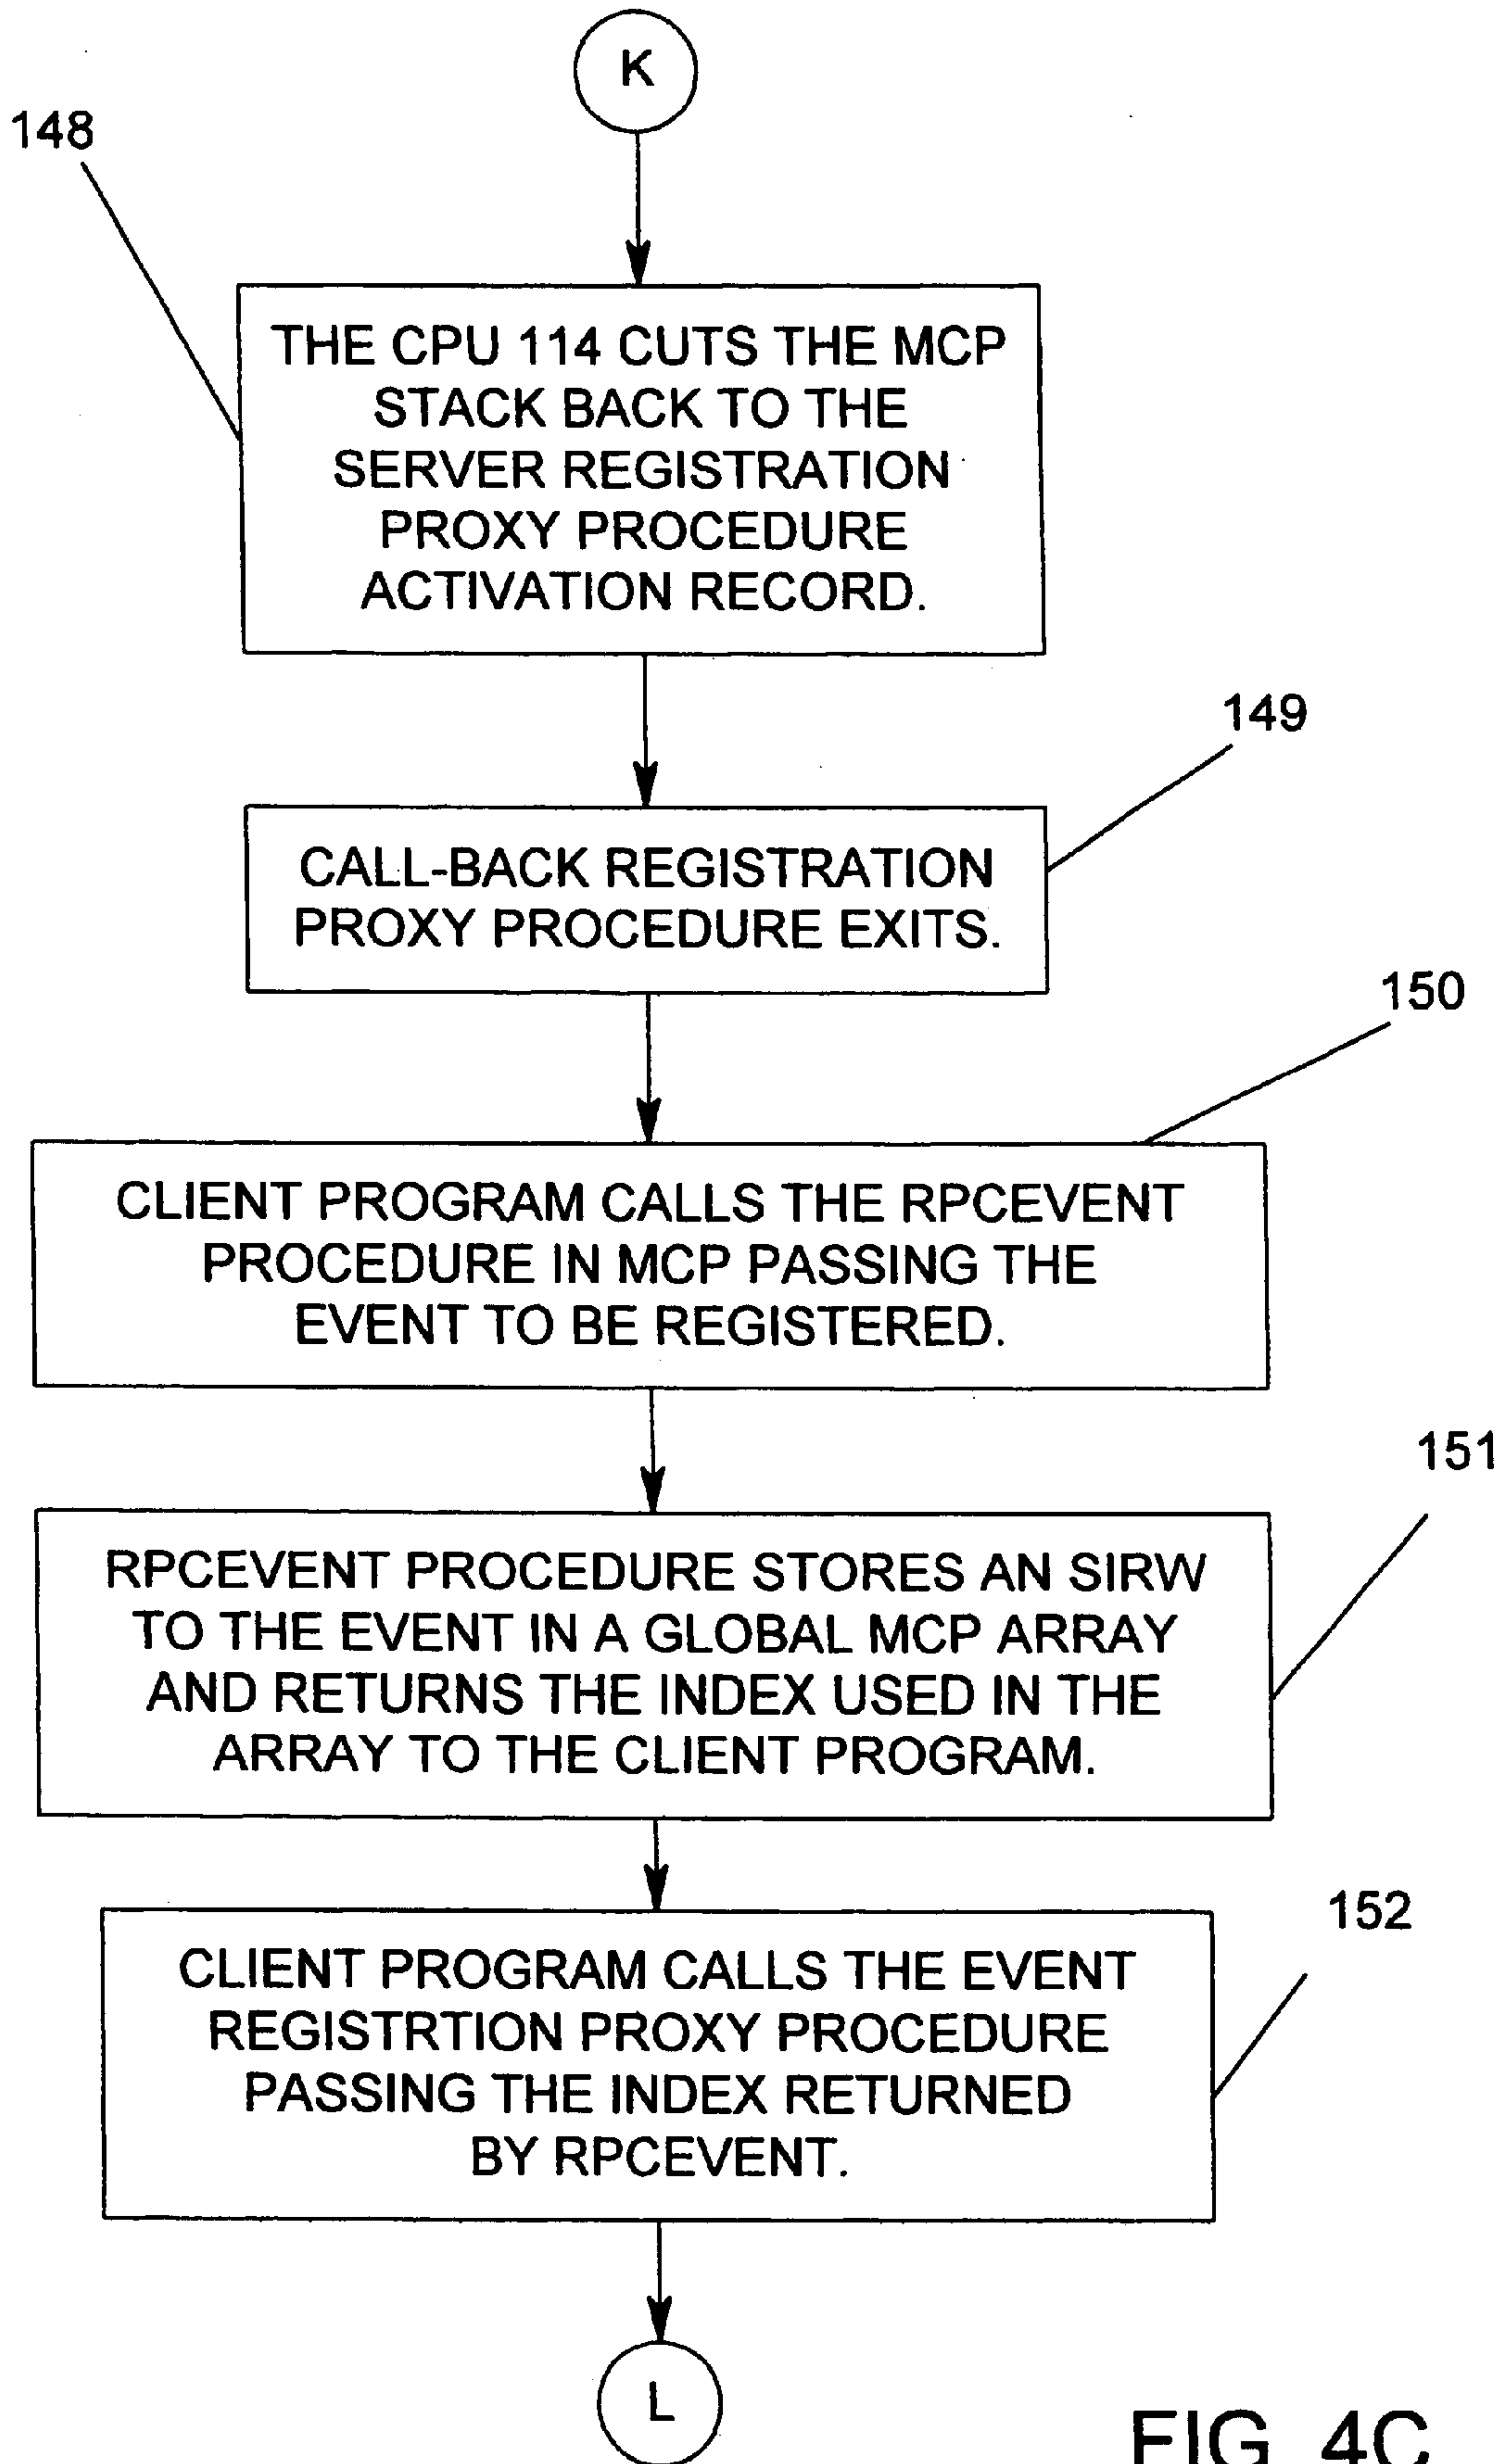 K
148
THE CPU 114 CUTS THE MCP
STACK BACK TO THE
SERVER REGISTRATION
PROXY PROCEDURE
ACTIVATION RECORD.
149
CALL-BACK REGISTRATION
PROXY PROCEDURE EXITS.
150
CLIENT PROGRAM CALLS THE RPCEVENT
PROCEDURE IN MCP PASSING THE
EVENT TO BE REGISTERED.
151
RPCEVENT PROCEDURE STORES AN SIRW
TO THE EVENT IN A GLOBAL MCP ARRAY
AND RETURNS THE INDEX USED IN THE
ARRAY TO THE CLIENT PROGRAM.
152
CLIENT PROGRAM CALLS THE EVENT
REGISTRTION PROXY PROCEDURE
PASSING THE INDEX RETURNED
BY RPCEVENT.
L
FIG. 4C